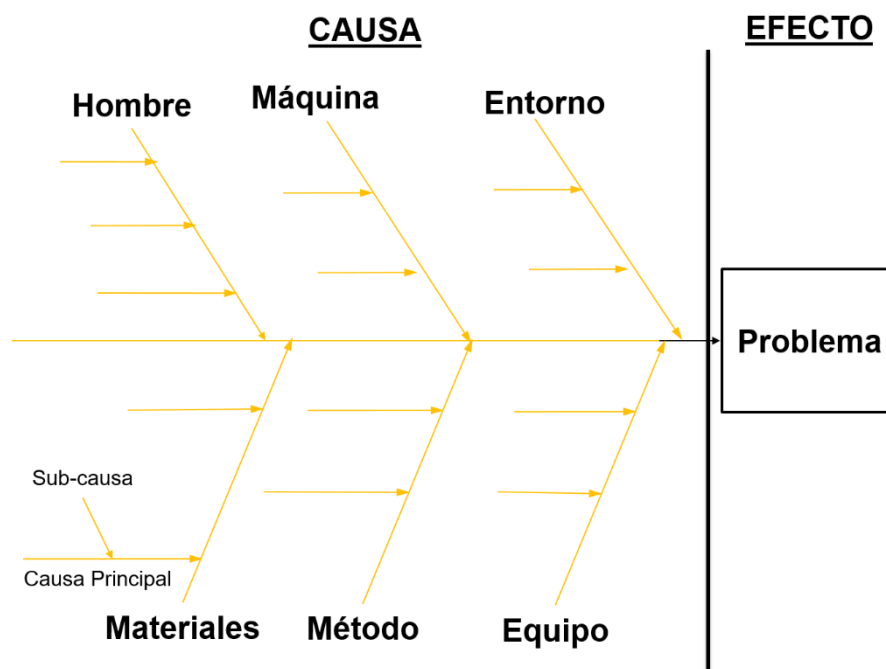 CAUSA
EFECTO
Hombre
Máquina
Entorno
Problema
Sub-causa
Causa Principal
Materiales
Método
Equipo